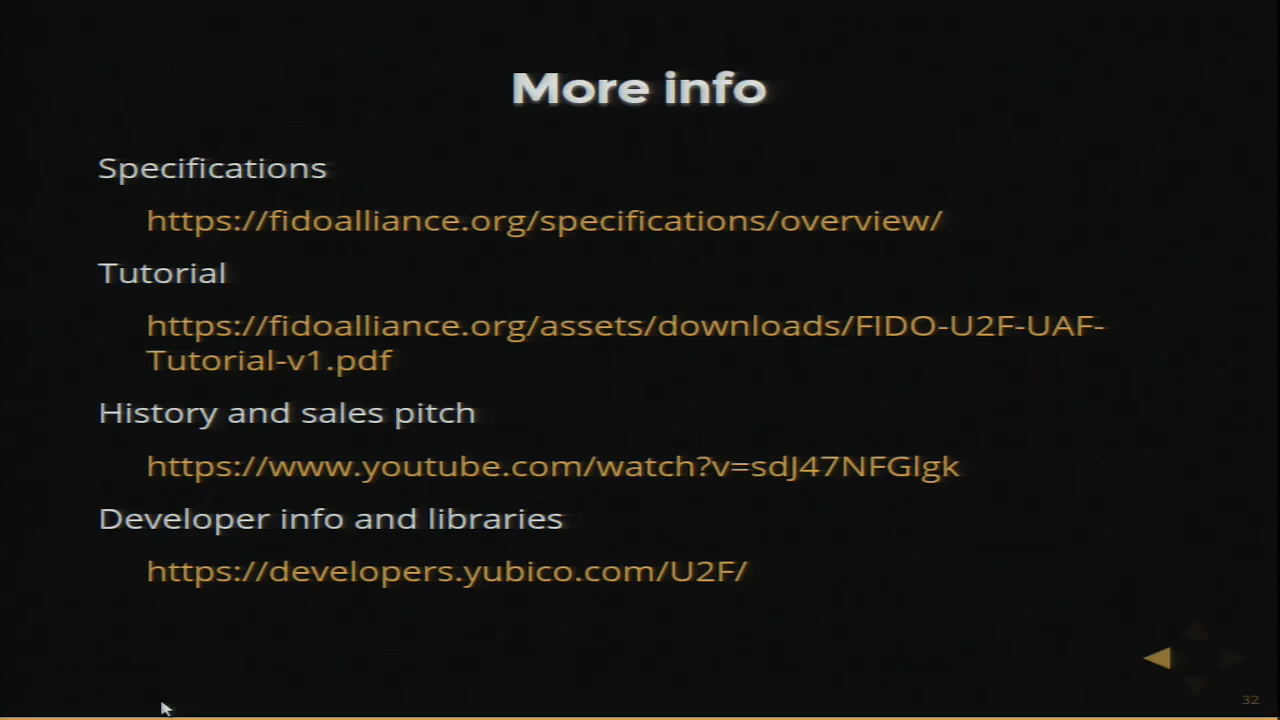 More info
Specifications
https://fidoalliance.org/specifications/overview/
Tutorial
https://fidoalliance.org/assets/downloads/FIDO-U2F-UAF-
Tutorial-v1.pdf
History and sales pitch
https://www.youtube.com/watch?v=sdJ47NFGlgk
Developer info and libraries
https://developers.yubico.com/U2F/
32